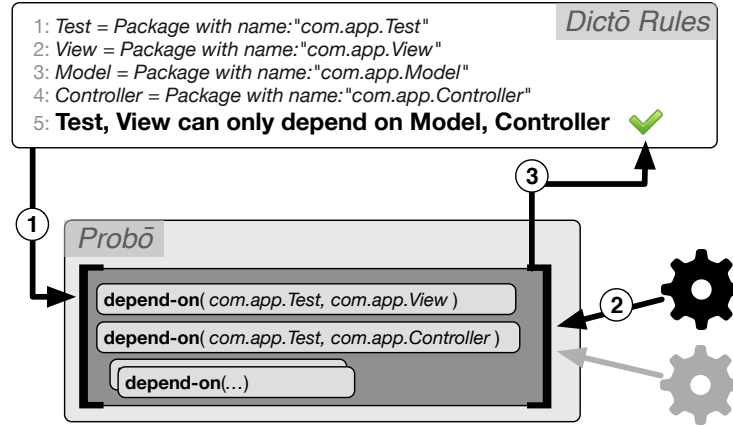 Dictō Rules
1: Test = Package with name:"com.app.Test"
2: View = Package with name:"com.app.View"
3: Model = Package with name:"com.app.Model"
4: Controller = Package with name:"com.app.Controller"
5: Test, View can only depend on Model, Controller
3
1
Probō
depend-on( com.app.Test, com.app.View )
2
depend-on( com.app.Test, com.app.Controller )
depend-on(…)